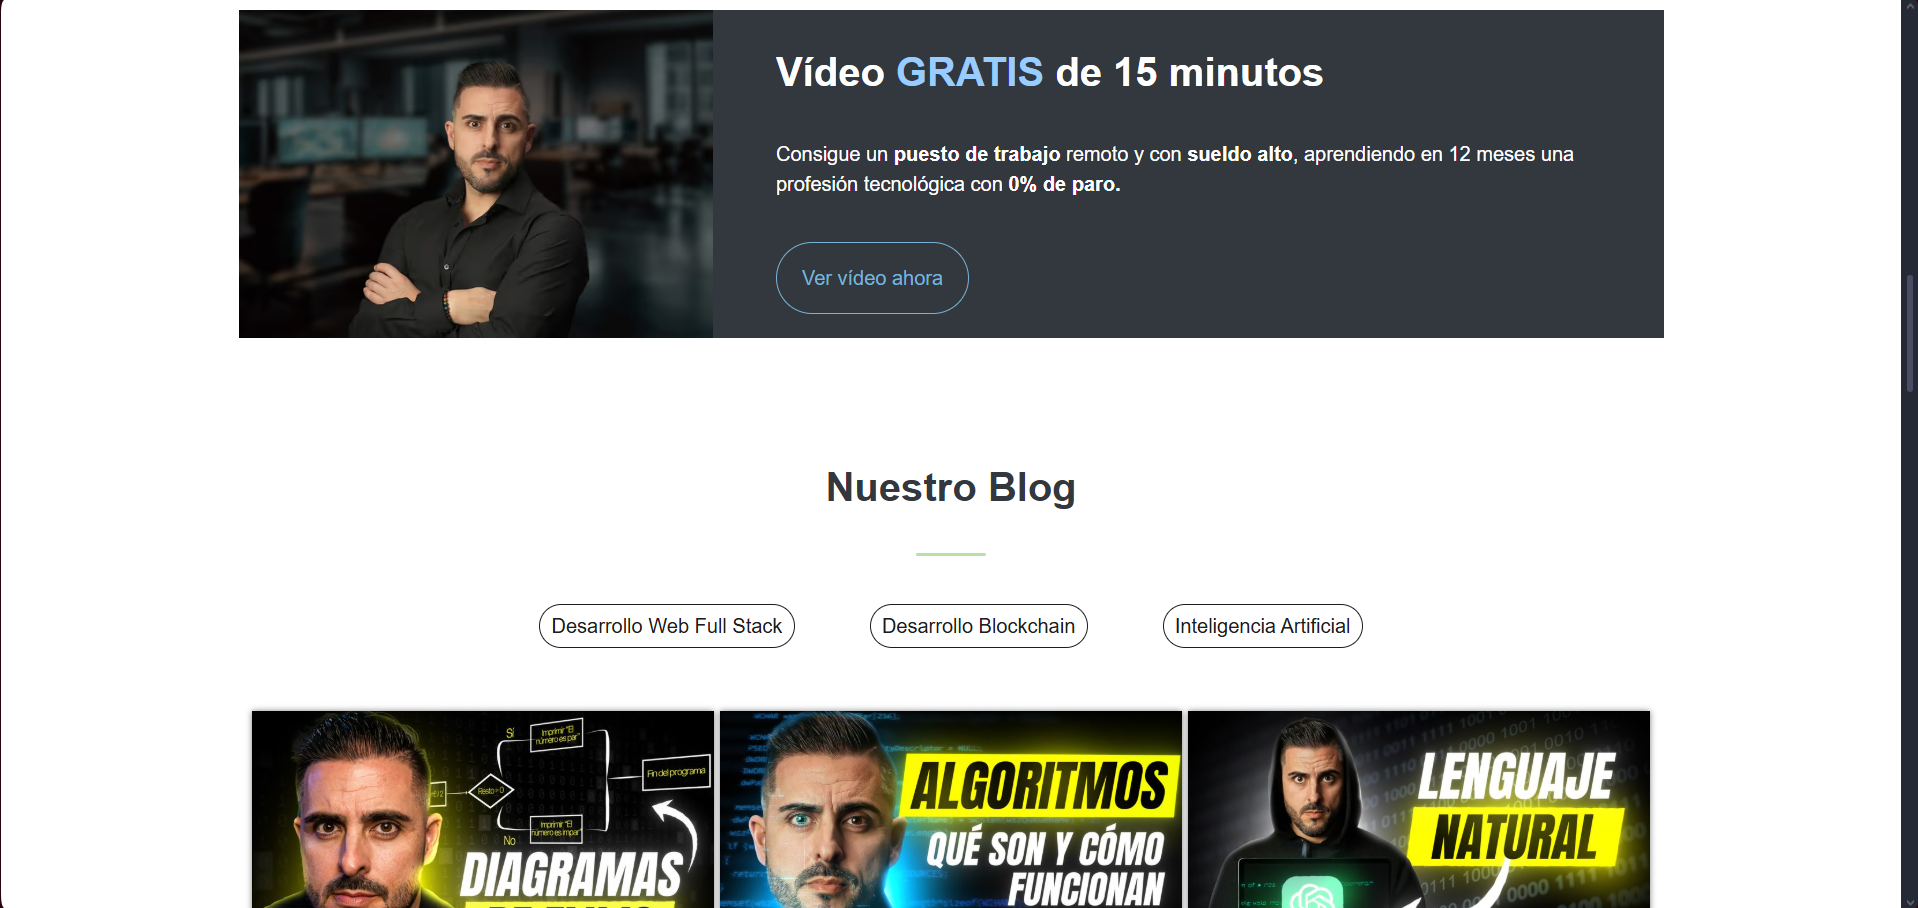 Vídeo GRATIS de 15 minutos
Consigue un puesto de trabajo remoto y con sueldo alto, aprendiendo en 12 meses una
profesión tecnológica con 0% de paro.
Ver vídeo ahora
Nuestro Blog
Desarrollo Web Full Stack
Desarrollo Blockchain
Inteligencia Artificial
Sí
Imprimir "El
número es par"
Fin del programa
Resto = 0
Imprimir "El
número es impar"
No
DIAGRAMAS
ALGORITMOS
QUÉ SON Y CÓMO
FUNCIONAN
LENGUAJE
NATURAL